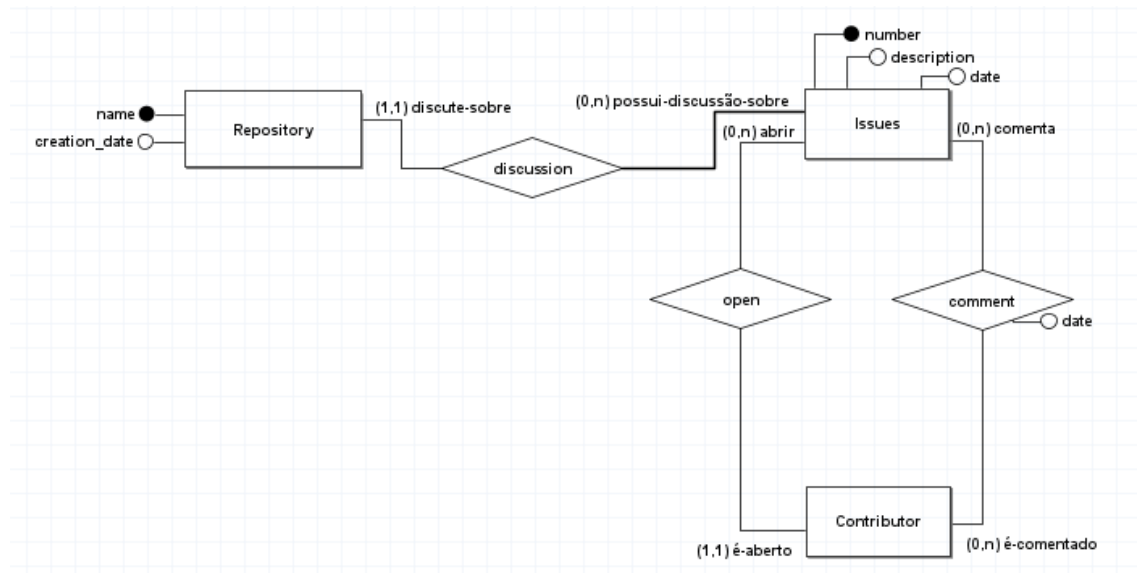 number
description
date
name
creation_date
Repository
(1,1) discute-sobre
(0,n) possui-discussão-sobre
(0,n) abrir
Issues
(0,n) comenta
discussion
open
comment
date
Contributor
(1,1) é-aberto
(0,n) é-comentado